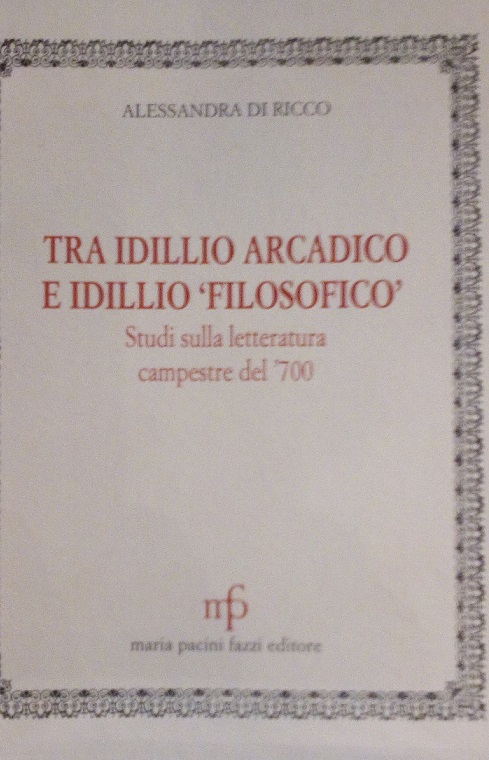 ALESSANDRA DI RICCO
TRA IDILLIO ARCADICO
E IDILLIO ‘FILOSOFICO’
Studi sulla letteratura
campestre del ’700
mfp
maria pacini fazzi editore